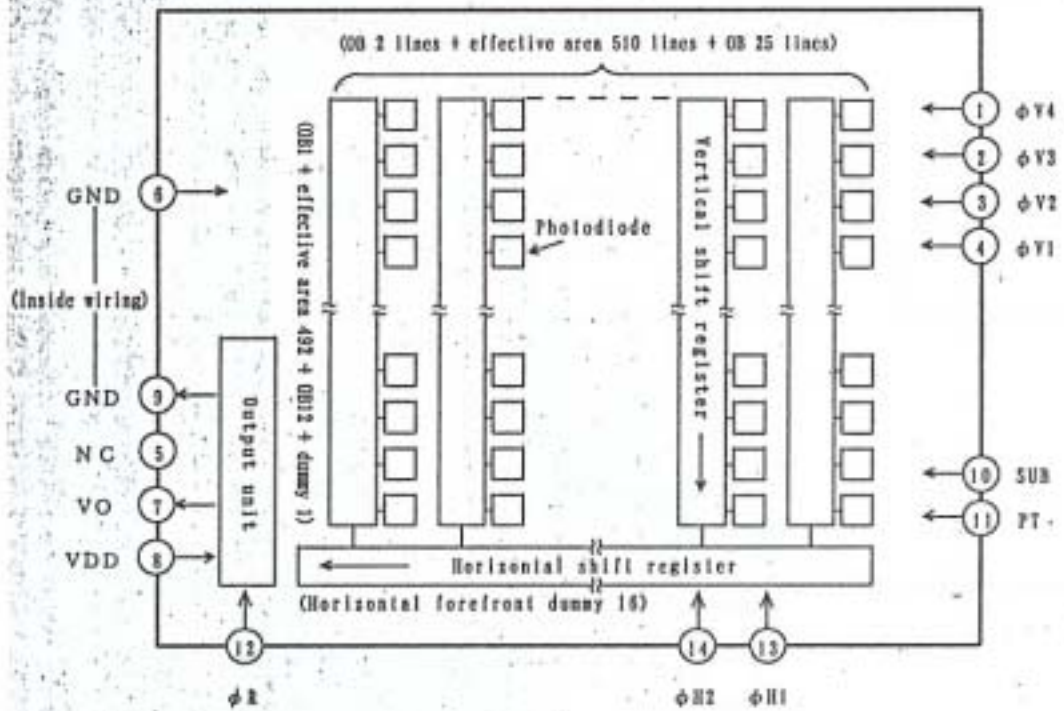 (OB 2 lines + effective area 510 lines + OB 25 lines)
(OB1 + effective area 492 + OB12 + dummy 1)
Vertical shift register
Photodiode
1 φV4
2 φV3
3 φV2
4 φV1
GND 6
(Inside wiring)
GND 9
NC 5
VO 7
VDD 8
Output unit
10 SUB
11 PT
Horizontal shift register
(Horizontal forefront dummy 16)
12
14
13
φR
φH2
φH1